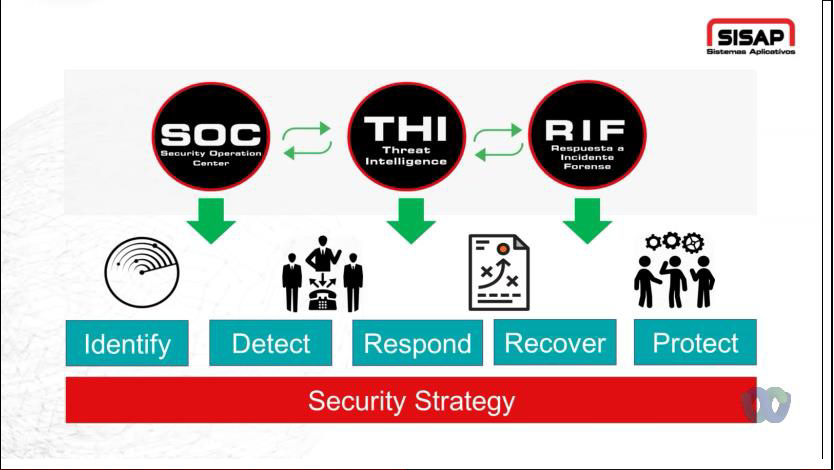 SISAP
Sistemas Aplicativos
SOC
Security Operation
Center
THI
Threat
Intelligence
RIF
Respuesta a
Incidente
Forense
Identify
Detect
Respond
Recover
Protect
Security Strategy